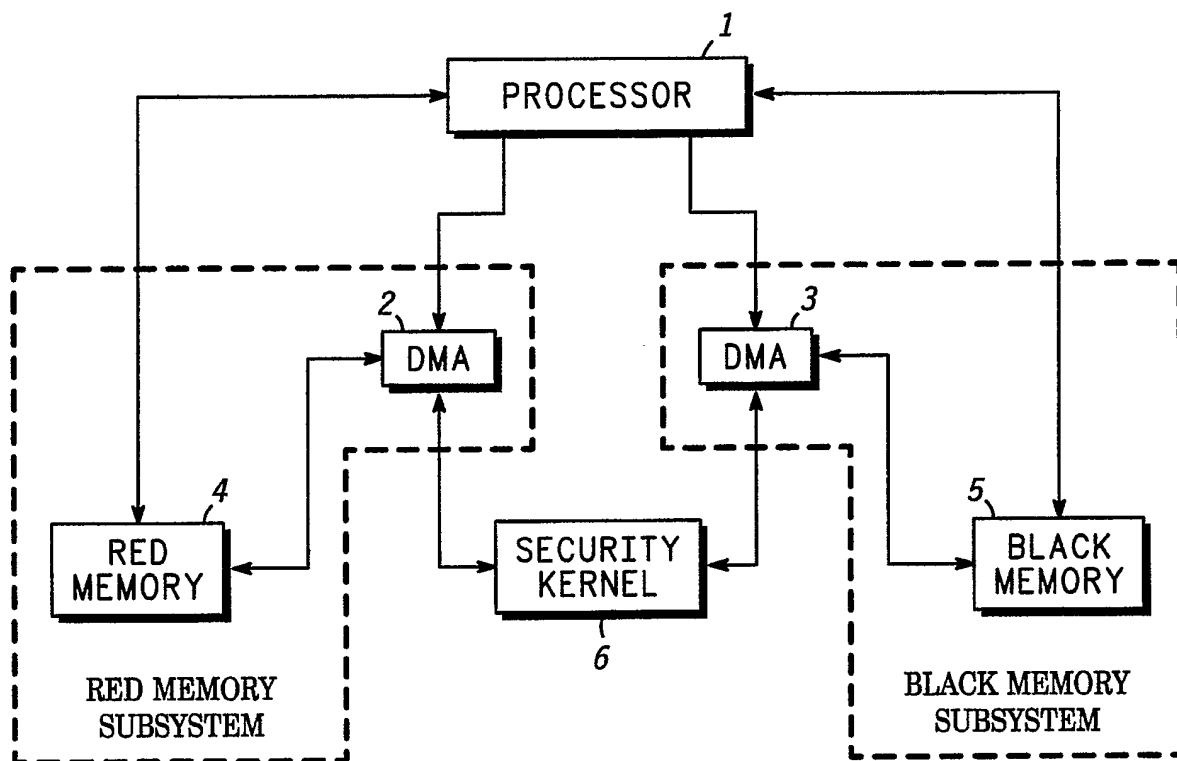 1
PROCESSOR
2
DMA
3
DMA
4
RED
MEMORY
SECURITY
KERNEL
6
5
BLACK
MEMORY
RED MEMORY
SUBSYSTEM
BLACK MEMORY
SUBSYSTEM